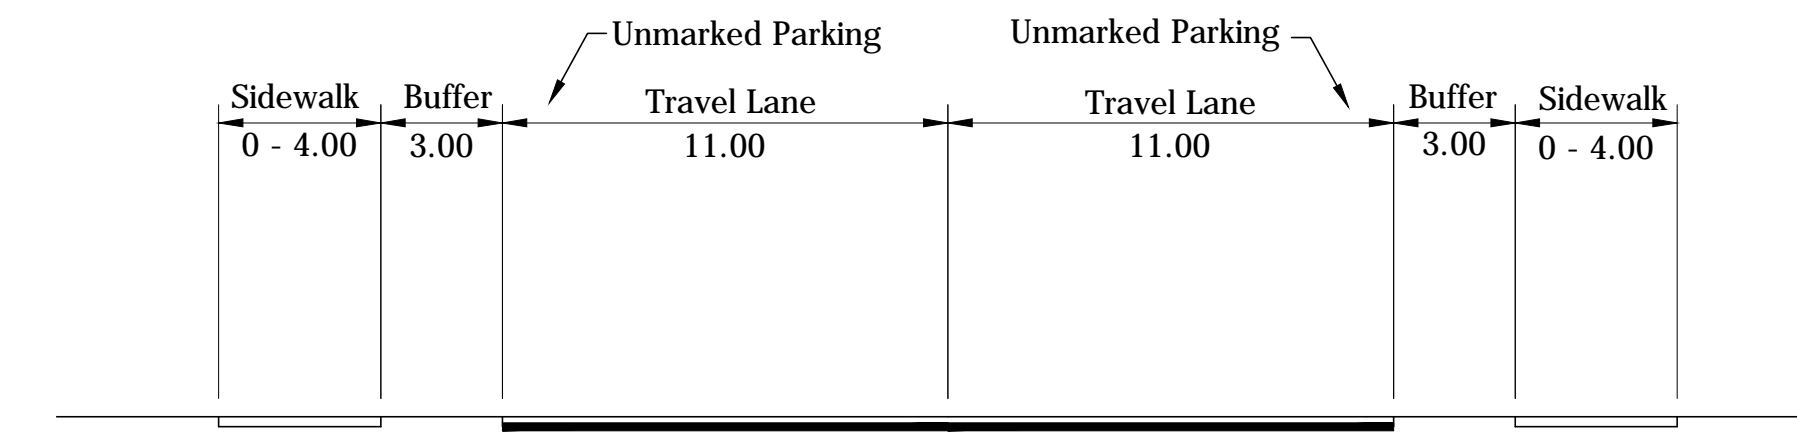 Unmarked Parking Unmarked Parking
Sidewalk Buffer Travel Lane Travel Lane Buffer Sidewalk
0 - 4.00 3.00 11.00 11.00 3.00 0 - 4.00